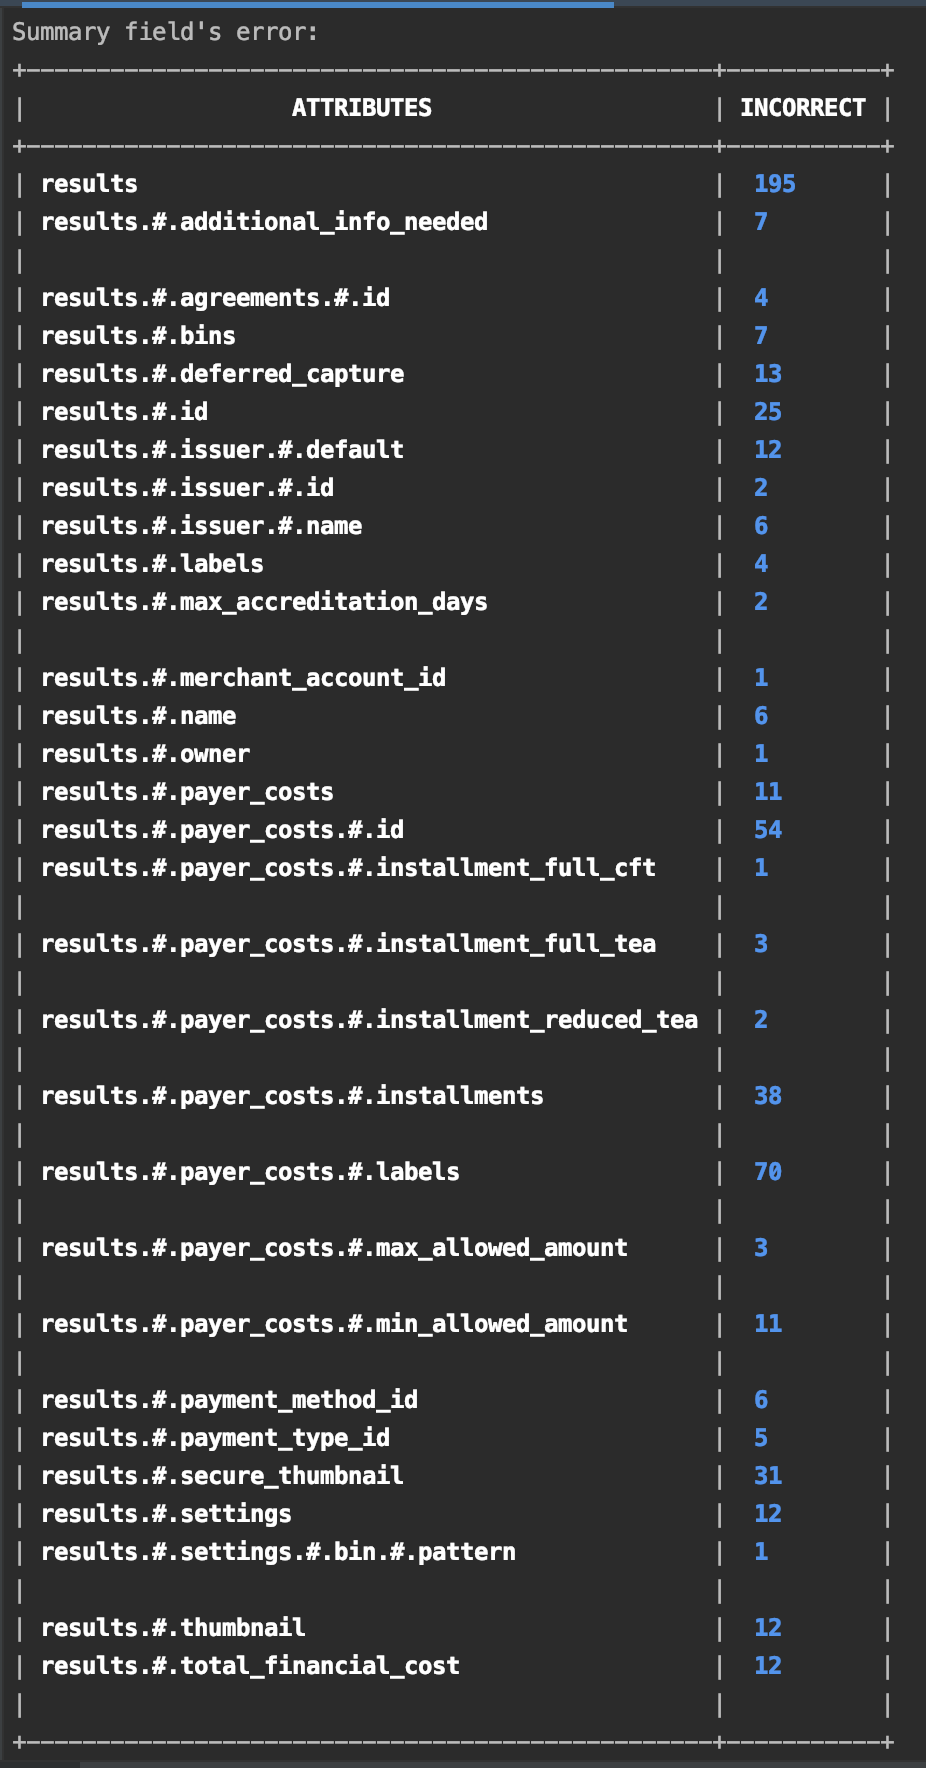 Summary field's error:
+-------------------------------------------------+-----------+
| ATTRIBUTES | INCORRECT |
+-------------------------------------------------+-----------+
| results | 195 |
| results.#.additional_info_needed | 7 |
| | |
| results.#.agreements.#.id | 4 |
| results.#.bins | 7 |
| results.#.deferred_capture | 13 |
| results.#.id | 25 |
| results.#.issuer.#.default | 12 |
| results.#.issuer.#.id | 2 |
| results.#.issuer.#.name | 6 |
| results.#.labels | 4 |
| results.#.max_accreditation_days | 2 |
| | |
| results.#.merchant_account_id | 1 |
| results.#.name | 6 |
| results.#.owner | 1 |
| results.#.payer_costs | 11 |
| results.#.payer_costs.#.id | 54 |
| results.#.payer_costs.#.installment_full_cft | 1 |
| | |
| results.#.payer_costs.#.installment_full_tea | 3 |
| | |
| results.#.payer_costs.#.installment_reduced_tea | 2 |
| | |
| results.#.payer_costs.#.installments | 38 |
| | |
| results.#.payer_costs.#.labels | 70 |
| | |
| results.#.payer_costs.#.max_allowed_amount | 3 |
| | |
| results.#.payer_costs.#.min_allowed_amount | 11 |
| | |
| results.#.payment_method_id | 6 |
| results.#.payment_type_id | 5 |
| results.#.secure_thumbnail | 31 |
| results.#.settings | 12 |
| results.#.settings.#.bin.#.pattern | 1 |
| | |
| results.#.thumbnail | 12 |
| results.#.total_financial_cost | 12 |
| | |
+-------------------------------------------------+-----------+